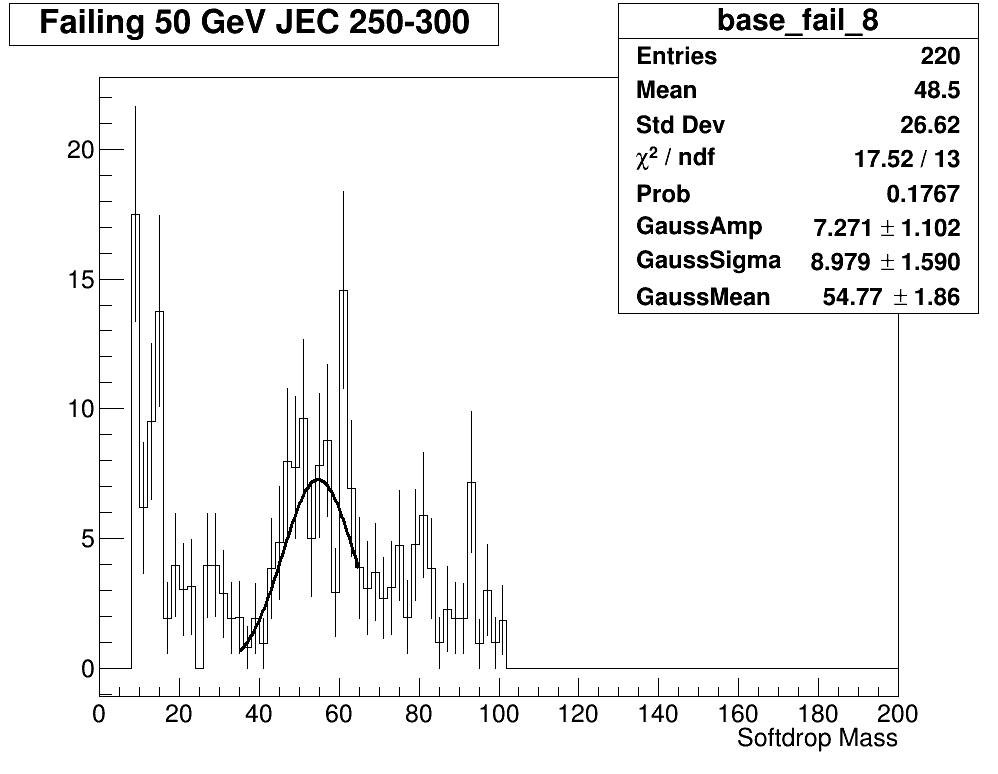 Failing 50 GeV JEC 250-300
base_fail_8
Entries 220
Mean 48.5
Std Dev 26.62
χ² / ndf 17.52 / 13
Prob 0.1767
GaussAmp 7.271 ± 1.102
GaussSigma 8.979 ± 1.590
GaussMean 54.77 ± 1.86
20
15
10
5
0
0 20 40 60 80 100 120 140 160 180 200
Softdrop Mass